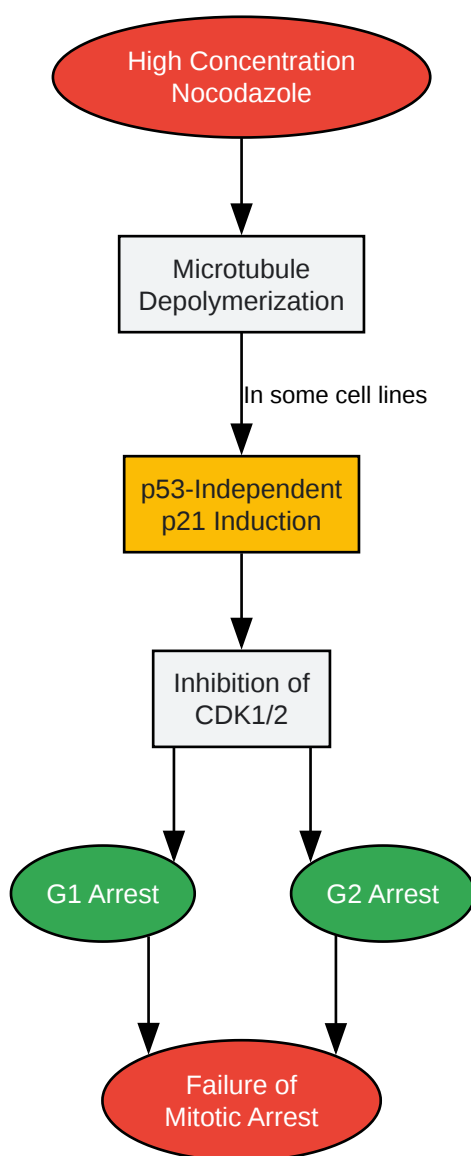 High Concentration
Nocodazole
Microtubule
Depolymerization
In some cell lines
p53-Independent
p21 Induction
Inhibition of
CDK1/2
G1 Arrest
G2 Arrest
Failure of
Mitotic Arrest